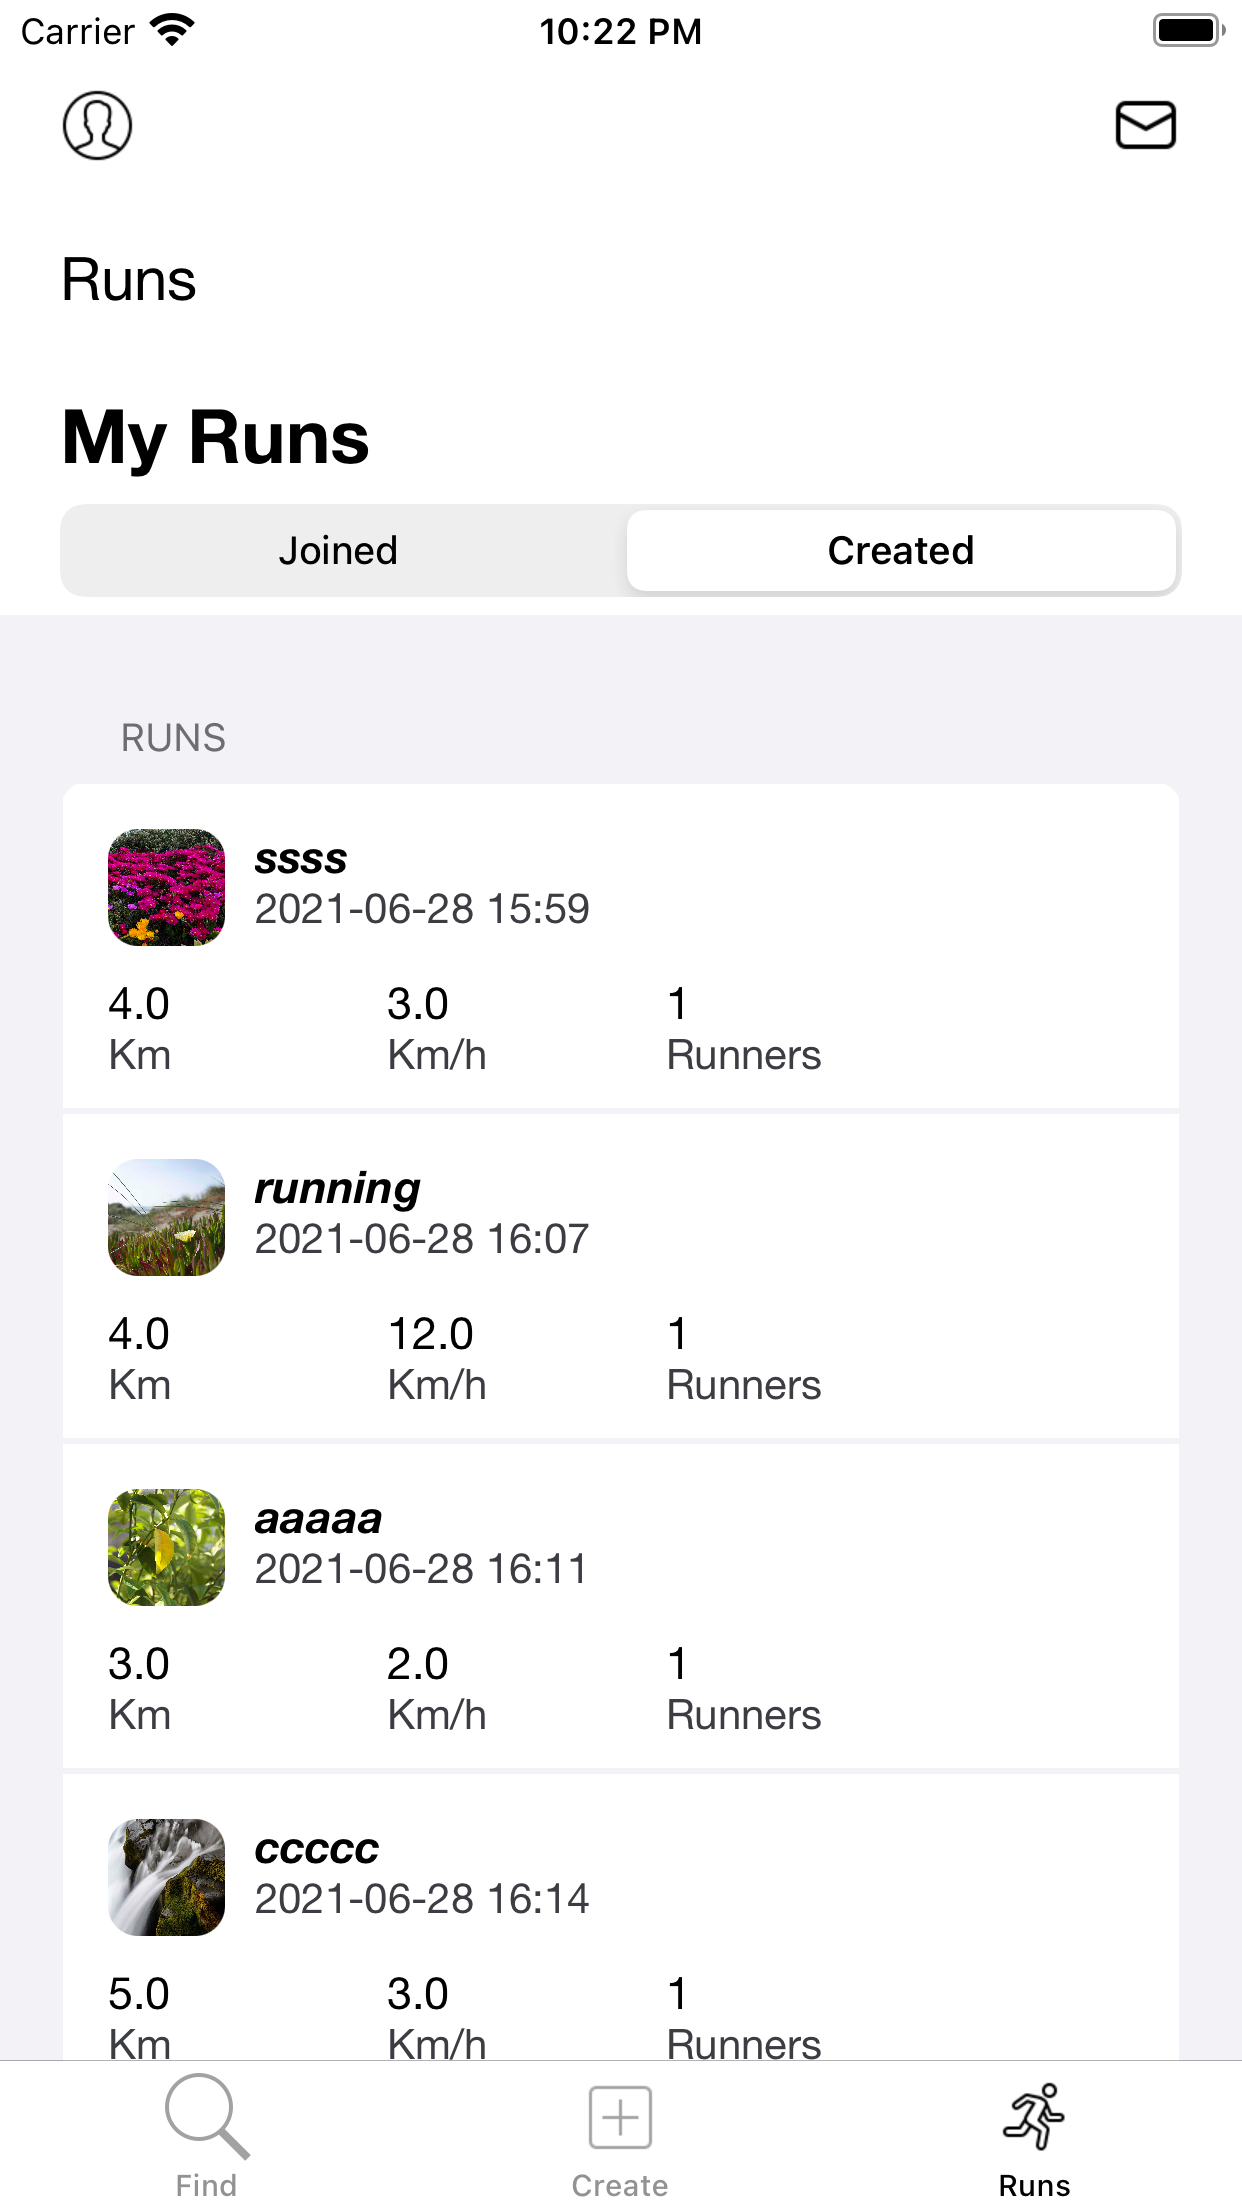 Carrier 10:22 PM
Runs
My Runs
Joined Created
RUNS
ssss
2021-06-28 15:59
4.0 3.0 1
Km Km/h Runners
running
2021-06-28 16:07
4.0 12.0 1
Km Km/h Runners
aaaaa
2021-06-28 16:11
3.0 2.0 1
Km Km/h Runners
ccccc
2021-06-28 16:14
5.0 3.0 1
Km Km/h Runners
Find Create Runs